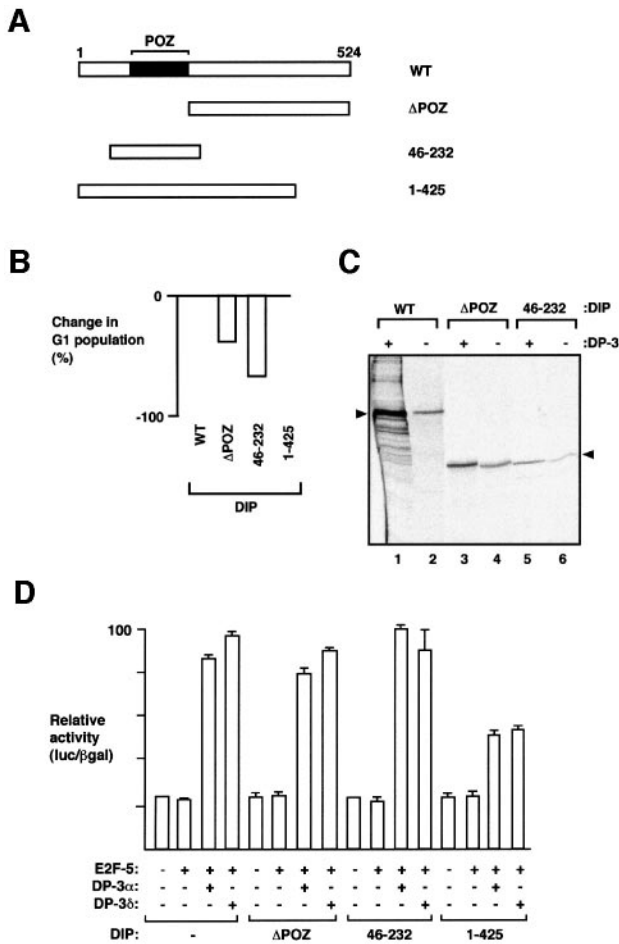 A
1 POZ 524
WT
ΔPOZ
46-232
1-425
B
0
Change in
G1 population
(%)
-100
WT ΔPOZ 46-232 1-425
DIP
C
WT ΔPOZ 46-232 :DIP
+ - + - + - :DP-3
1 2 3 4 5 6
D
100
Relative
activity
(luc/βgal)
E2F-5: - + + + - + + + - + + + - + + +
DP-3α: - - + - - - + - - - + - - - + -
DP-3δ: - - - + - - - + - - - + - - - +
DIP: - ΔPOZ 46-232 1-425